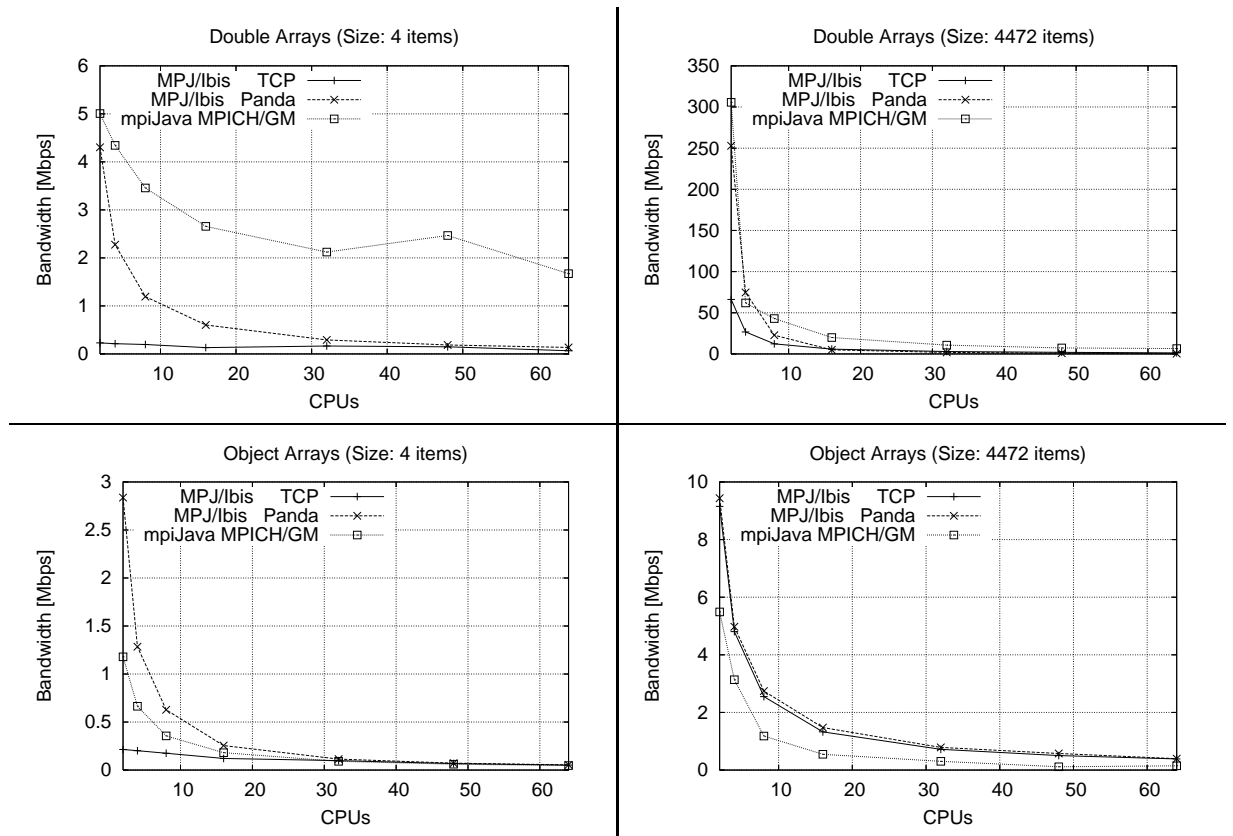 Double Arrays (Size: 4 items)
6
5
4
3
2
1
0
Bandwidth [Mbps]
MPJ/Ibis TCP
MPJ/Ibis Panda
mpiJava MPICH/GM
10 20 30 40 50 60
CPUs
Double Arrays (Size: 4472 items)
350
300
250
200
150
100
50
0
Bandwidth [Mbps]
MPJ/Ibis TCP
MPJ/Ibis Panda
mpiJava MPICH/GM
10 20 30 40 50 60
CPUs
Object Arrays (Size: 4 items)
3
2.5
2
1.5
1
0.5
0
Bandwidth [Mbps]
MPJ/Ibis TCP
MPJ/Ibis Panda
mpiJava MPICH/GM
10 20 30 40 50 60
CPUs
Object Arrays (Size: 4472 items)
10
8
6
4
2
0
Bandwidth [Mbps]
MPJ/Ibis TCP
MPJ/Ibis Panda
mpiJava MPICH/GM
10 20 30 40 50 60
CPUs